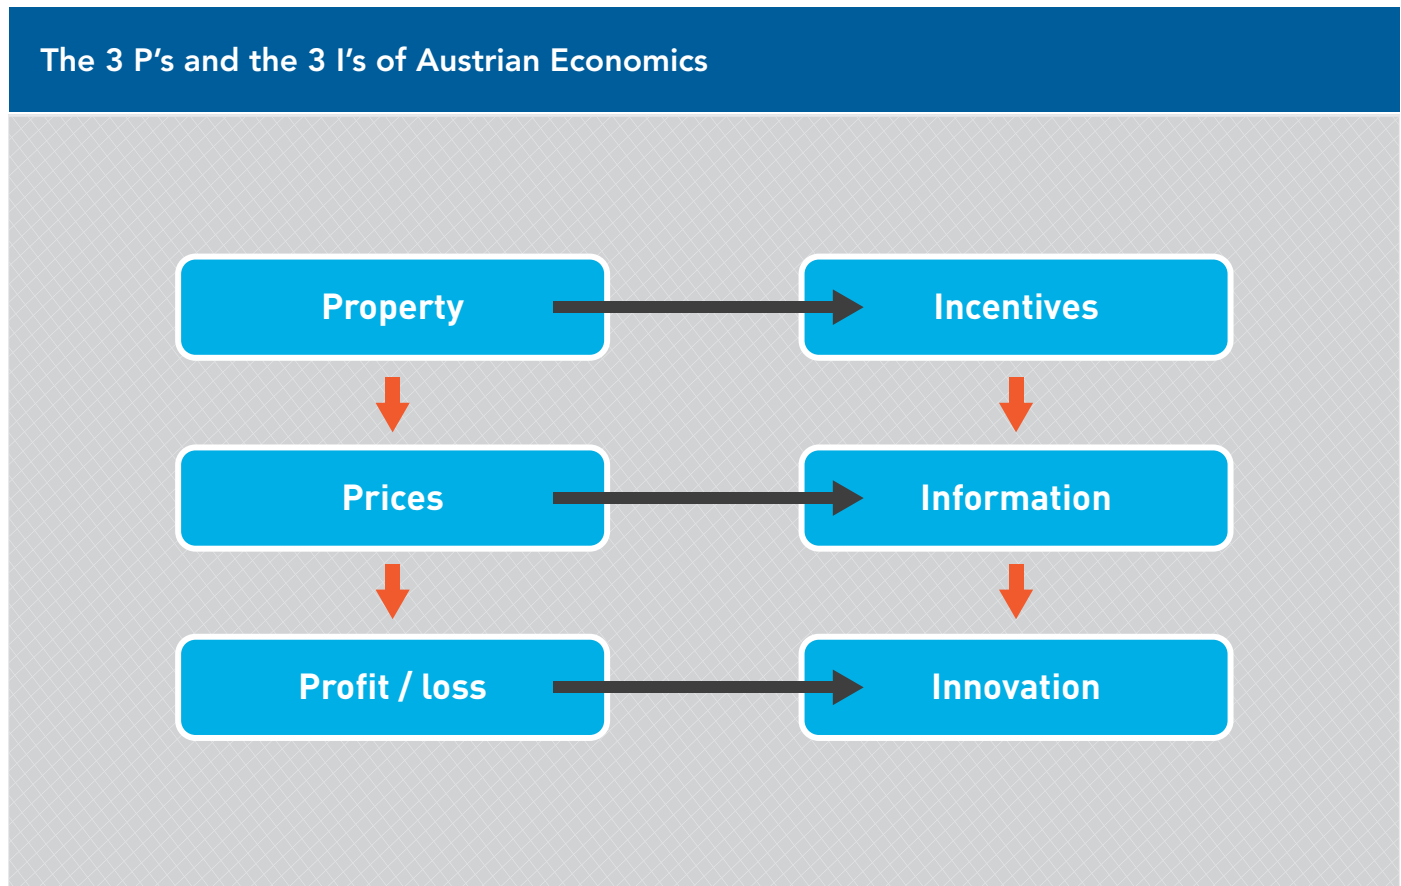 The 3 P’s and the 3 I’s of Austrian Economics
Property
Incentives
Prices
Information
Profit / loss
Innovation